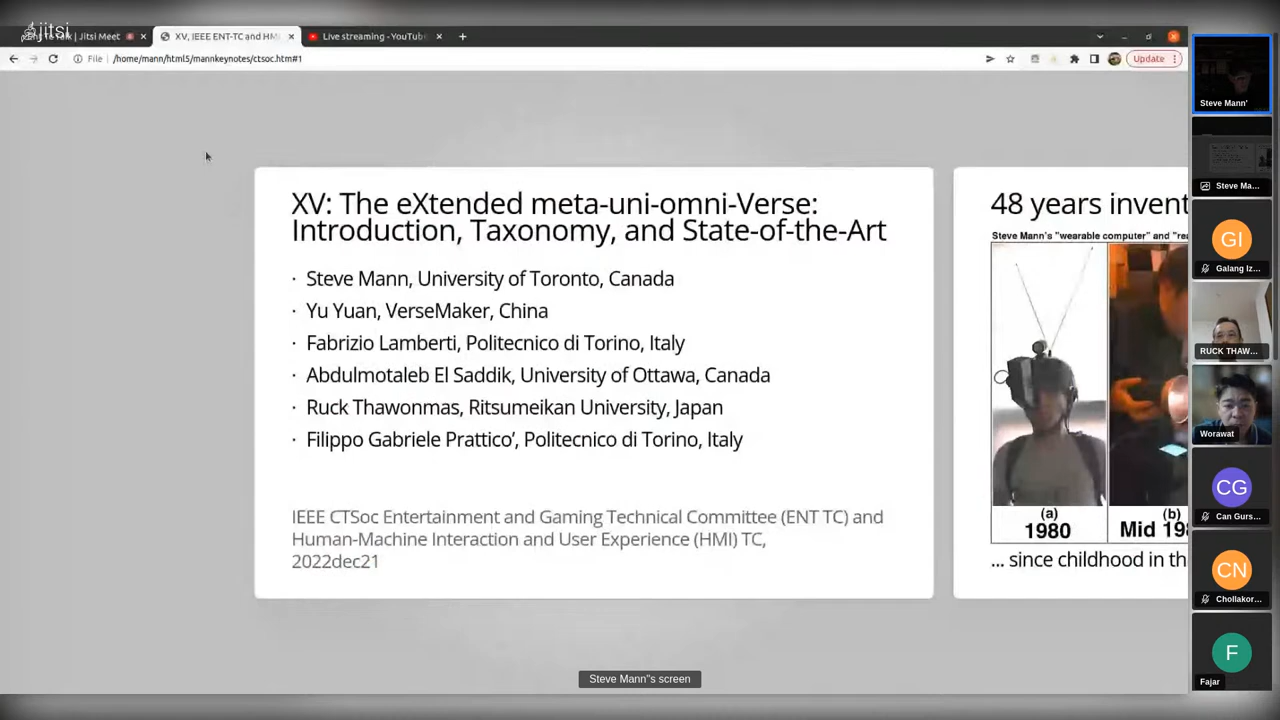 jitsi
Talk | Jitsi Meet
XV, IEEE ENT-TC and HMI
Live streaming - YouTube
File
/home/mann/html5/mannkeynotes/ctsoc.htm#1
Update
XV: The eXtended meta-uni-omni-Verse:
Introduction, Taxonomy, and State-of-the-Art
· Steve Mann, University of Toronto, Canada
· Yu Yuan, VerseMaker, China
· Fabrizio Lamberti, Politecnico di Torino, Italy
· Abdulmotaleb El Saddik, University of Ottawa, Canada
· Ruck Thawonmas, Ritsumeikan University, Japan
· Filippo Gabriele Prattico’, Politecnico di Torino, Italy
IEEE CTSoc Entertainment and Gaming Technical Committee (ENT TC) and
Human-Machine Interaction and User Experience (HMI) TC,
2022dec21
48 years invent
Steve Mann's "wearable computer" and "rea
(a)
1980
(b)
Mid 198
... since childhood in th
Steve Mann"s screen
Steve Mann'
Steve Ma...
GI
Galang Iz...
RUCK THAW...
Worawat
CG
Can Gurs...
CN
Chollakor...
F
Fajar